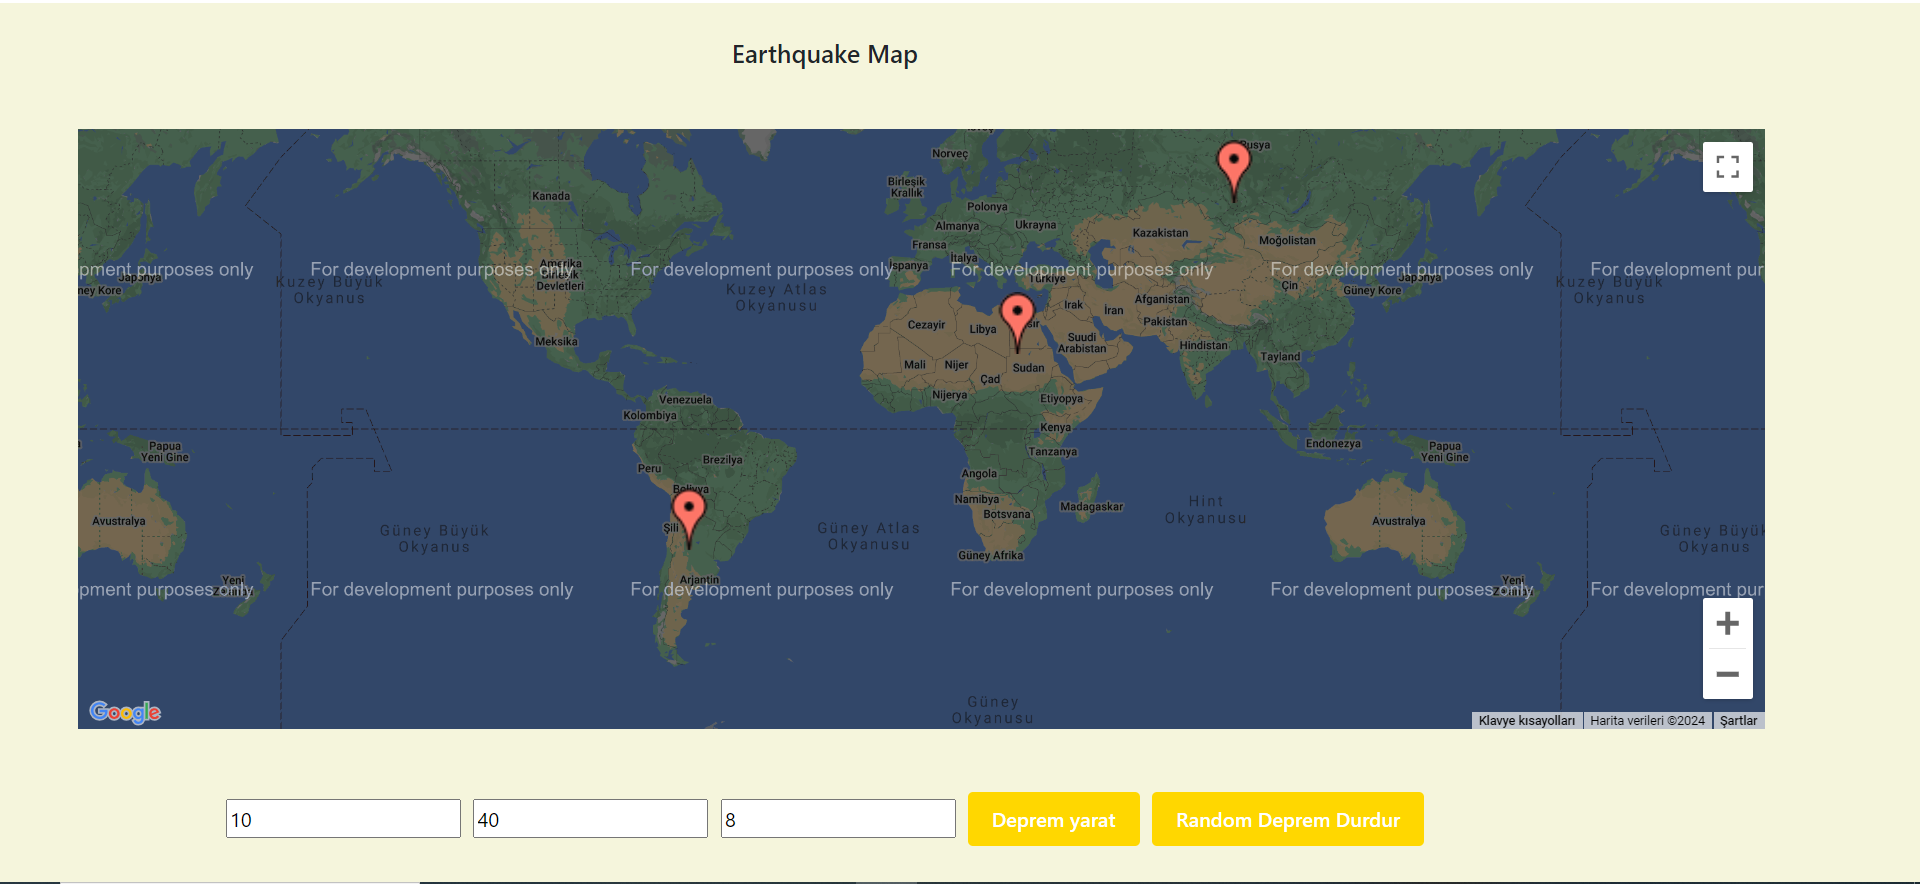 Earthquake Map
Rusya
Norveç
Birleşik
Krallık
Kanada
Polonya
Almanya
Ukrayna
Fransa
Kazakistan
Moğolistan
İspanya
İtalya
Amerika
Birleşik
Devletleri
pment purposes only
For development purposes only
For development purposes only
For development purposes only
For development purposes only
For development pur
Japonya
ney Kore
Kuzey Büyük
Okyanus
Kuzey Atlas
Okyanusu
Türkiye
Çin
Japonya
Güney Kore
Kuzey Büyük
Okyanus
Irak
İran
Afganistan
Pakistan
Cezayir
Libya
sır
Suudi
Arabistan
Hindistan
Meksika
Tayland
Mali
Nijer
Çad
Sudan
Nijerya
Etiyopya
Venezuela
Kolombiya
Kenya
Papua
Yeni Gine
Endonezya
Papua
Yeni Gine
Tanzanya
Peru
Brezilya
Angola
Bolivya
Namibya
Botsvana
Madagaskar
Hint
Okyanusu
Avustralya
Güney Büyük
Okyanus
Şili
Güney Atlas
Okyanusu
Avustralya
Güney Büyük
Okyanus
Güney Afrika
Arjantin
Yeni
Zelanda
Yeni
Zelanda
pment purposes only
For development purposes only
For development purposes only
For development purposes only
For development purposes only
For development pur
Güney
Okyanusu
Google
Klavye kısayolları
Harita verileri ©2024
Şartlar
10
40
8
Deprem yarat
Random Deprem Durdur